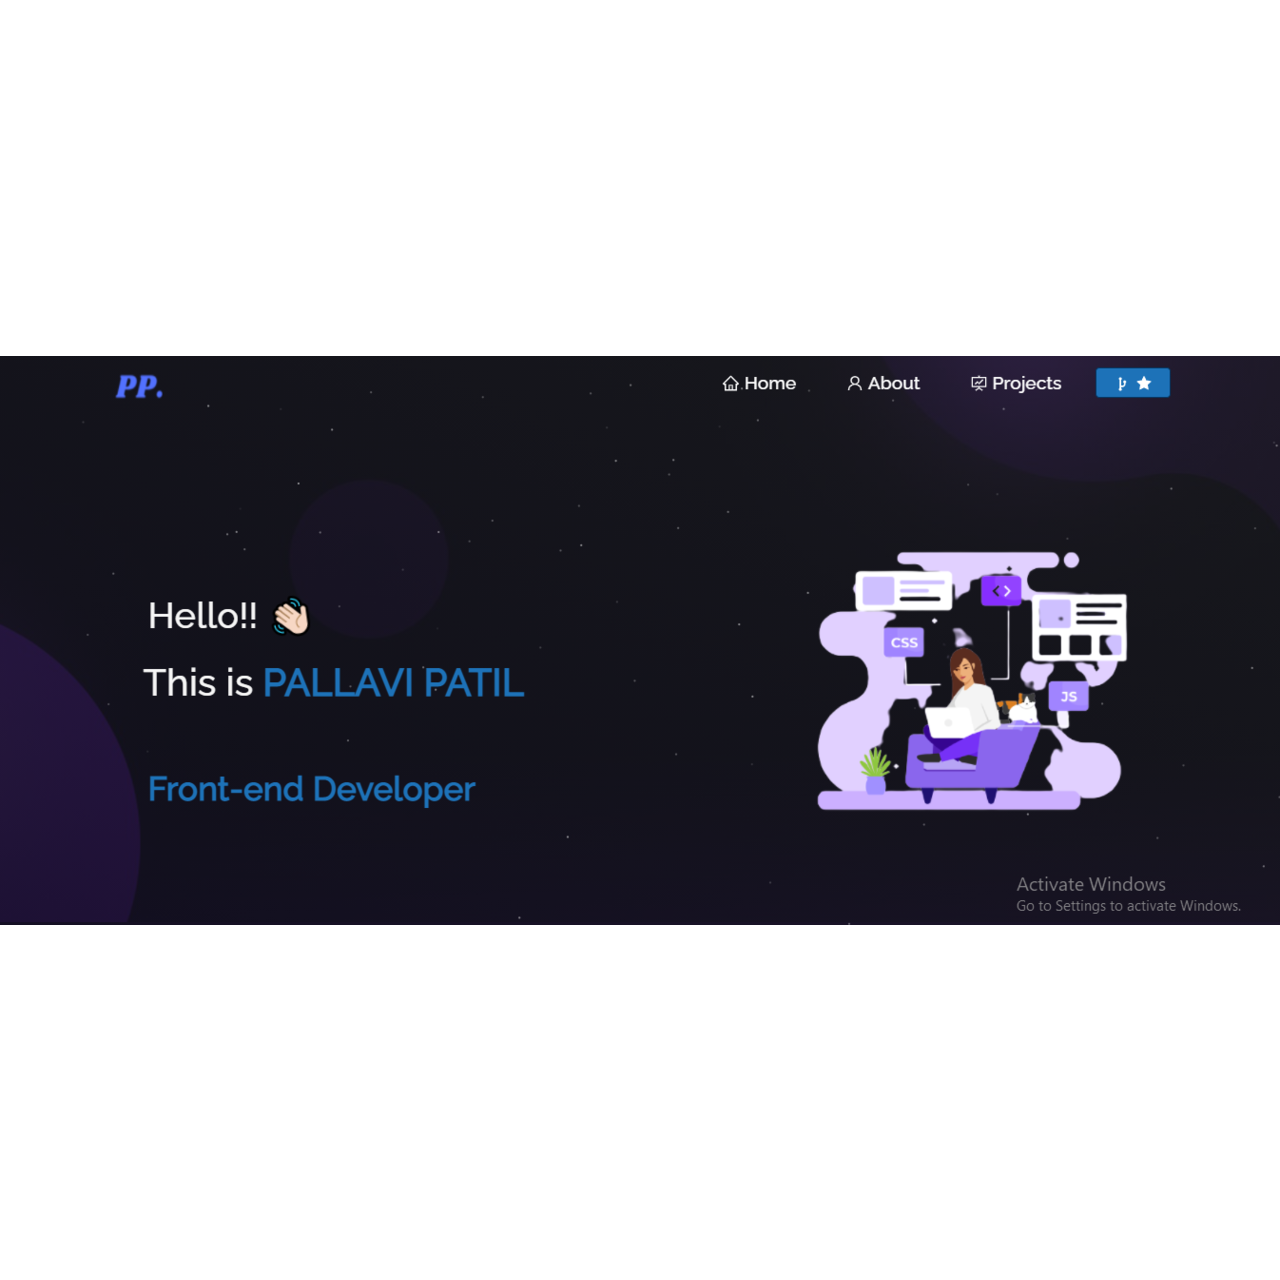 PP.
Home
About
Projects
Hello!! 👋🏻
This is PALLAVI PATIL
Front-end Developer
< >
CSS
JS
Activate Windows
Go to Settings to activate Windows.